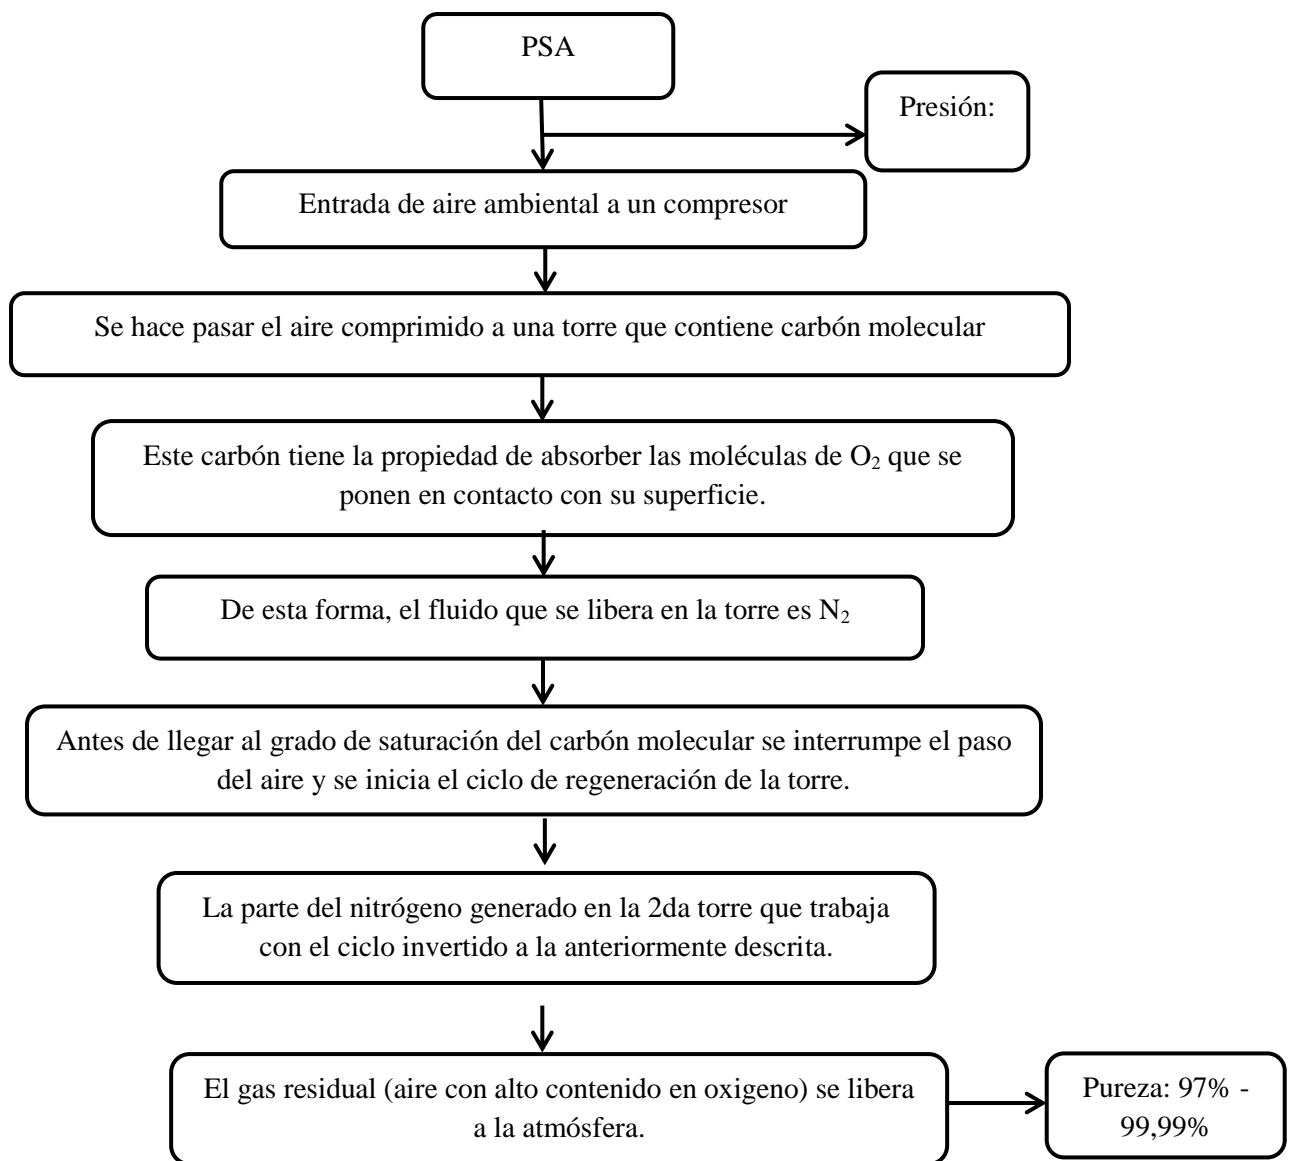 PSA
Presión:
Entrada de aire ambiental a un compresor
Se hace pasar el aire comprimido a una torre que contiene carbón molecular
Este carbón tiene la propiedad de absorber las moléculas de O₂ que se
ponen en contacto con su superficie.
De esta forma, el fluido que se libera en la torre es N₂
Antes de llegar al grado de saturación del carbón molecular se interrumpe el paso
del aire y se inicia el ciclo de regeneración de la torre.
La parte del nitrógeno generado en la 2da torre que trabaja
con el ciclo invertido a la anteriormente descrita.
El gas residual (aire con alto contenido en oxigeno) se libera
a la atmósfera.
Pureza: 97% -
99,99%